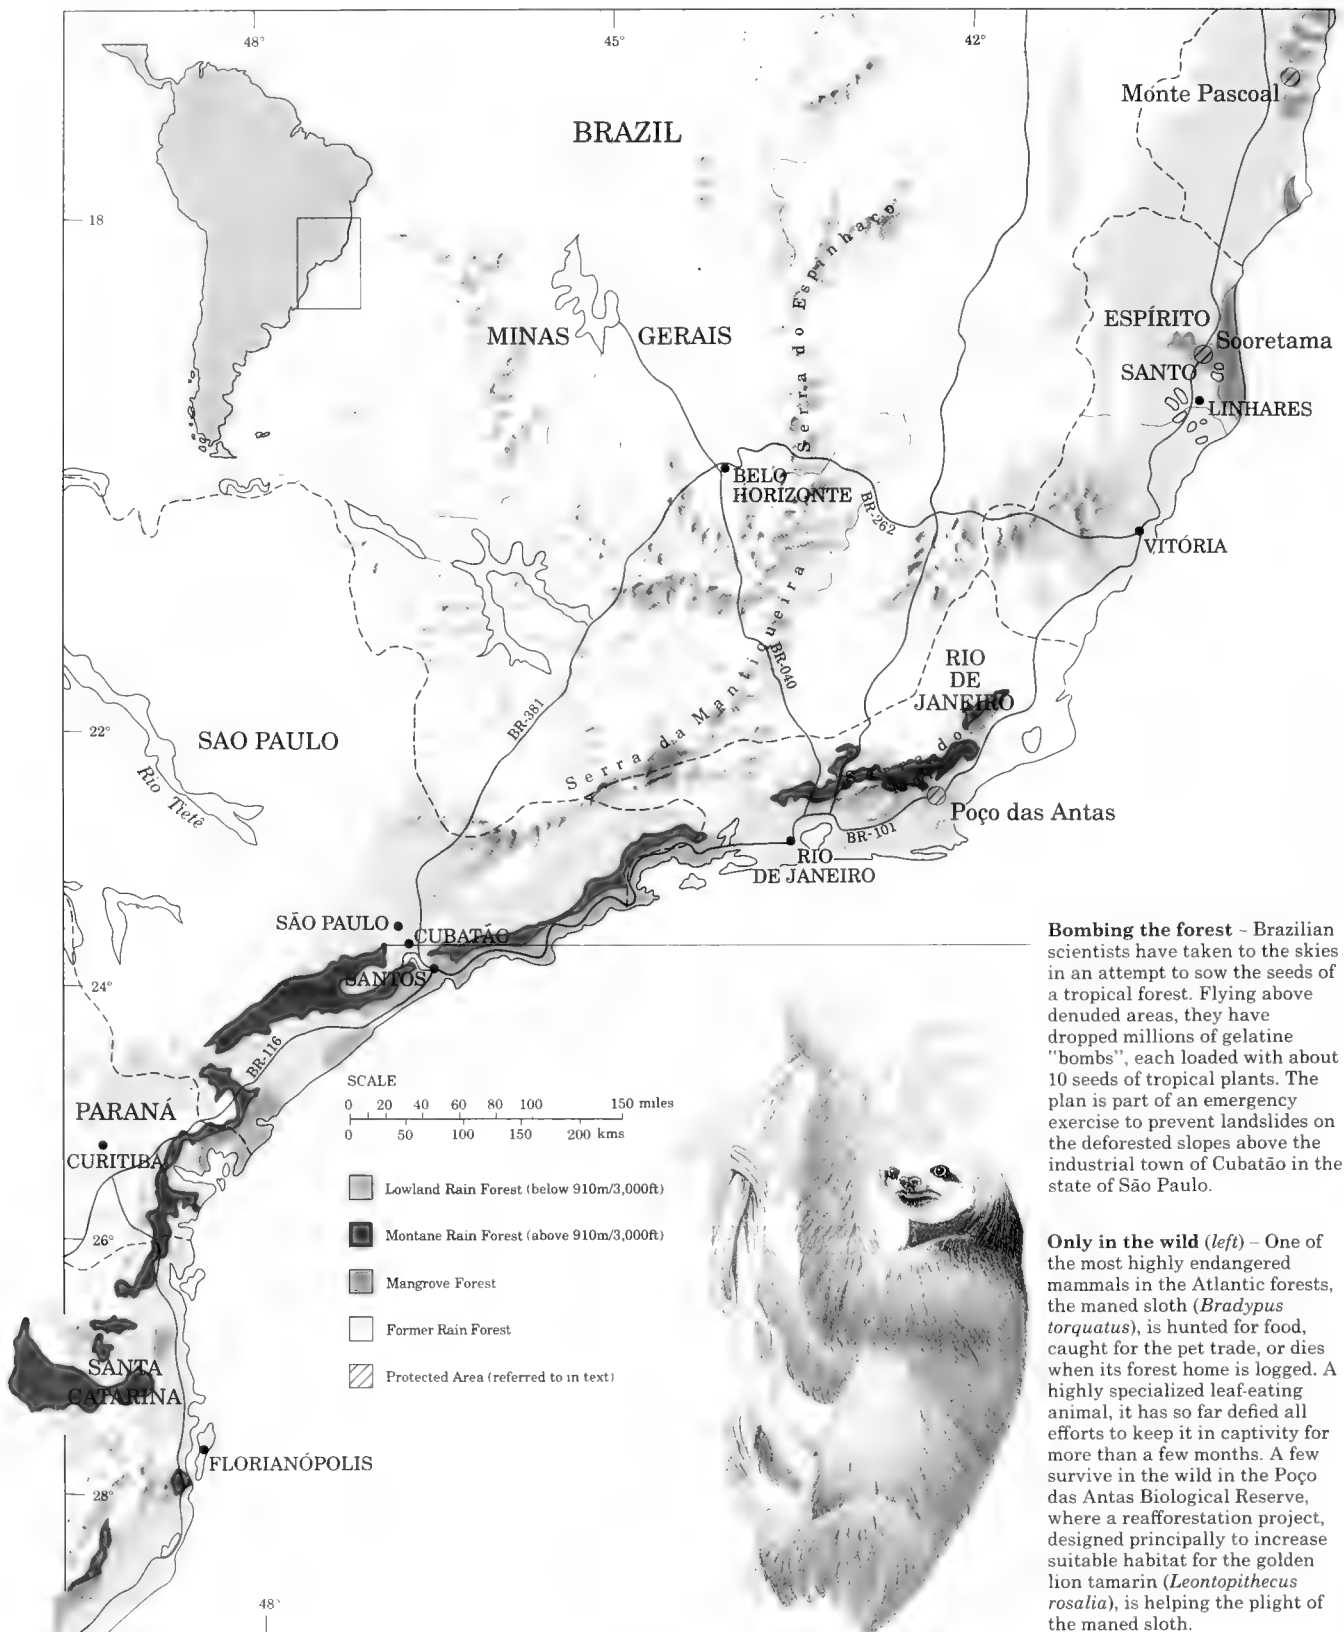 48°
45°
42°
Monte Pascoal
BRAZIL
18
Serra do Espinhaço
MINAS GERAIS
ESPÍRITO
SANTO
Sooretama
LINHARES
BELO
HORIZONTE
BR-262
VITÓRIA
BR-040
Serra da Mantiqueira
BR-381
RIO
DE
JANEIRO
22°
SAO PAULO
Rio Tietê
Serra do
Poço das Antas
BR-101
RIO
DE JANEIRO
SÃO PAULO
CUBATÃO
SANTOS
24°
BR-116
PARANÁ
CURITIBA
26°
SANTA
CATARINA
FLORIANÓPOLIS
28°
48°
SCALE
0 20 40 60 80 100 150 miles
0 50 100 150 200 kms
Lowland Rain Forest (below 910m/3,000ft)
Montane Rain Forest (above 910m/3,000ft)
Mangrove Forest
Former Rain Forest
Protected Area (referred to in text)
Bombing the forest – Brazilian
scientists have taken to the skies
in an attempt to sow the seeds of
a tropical forest. Flying above
denuded areas, they have
dropped millions of gelatine
"bombs", each loaded with about
10 seeds of tropical plants. The
plan is part of an emergency
exercise to prevent landslides on
the deforested slopes above the
industrial town of Cubatão in the
state of São Paulo.
Only in the wild (left) – One of
the most highly endangered
mammals in the Atlantic forests,
the maned sloth (Bradypus
torquatus), is hunted for food,
caught for the pet trade, or dies
when its forest home is logged. A
highly specialized leaf-eating
animal, it has so far defied all
efforts to keep it in captivity for
more than a few months. A few
survive in the wild in the Poço
das Antas Biological Reserve,
where a reafforestation project,
designed principally to increase
suitable habitat for the golden
lion tamarin (Leontopithecus
rosalia), is helping the plight of
the maned sloth.